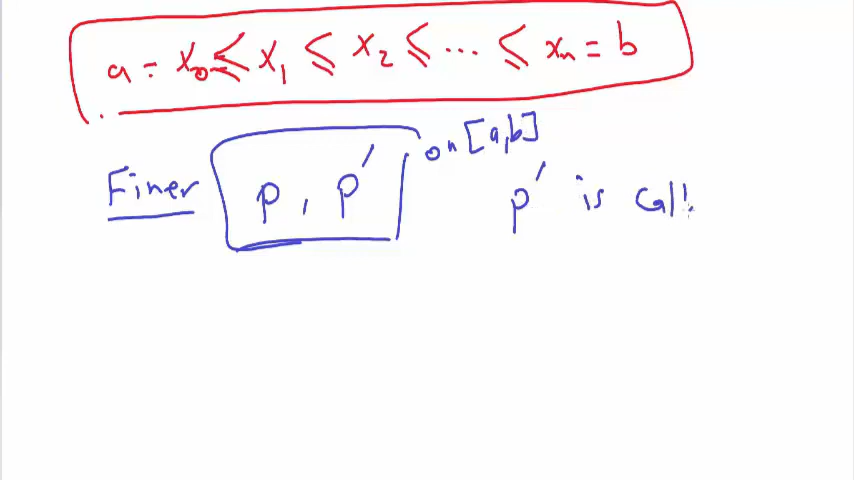 a = x₀ ≤ x₁ ≤ x₂ ≤ ... ≤ xₙ = b
Finer P, P′ on [a,b] P′ is call